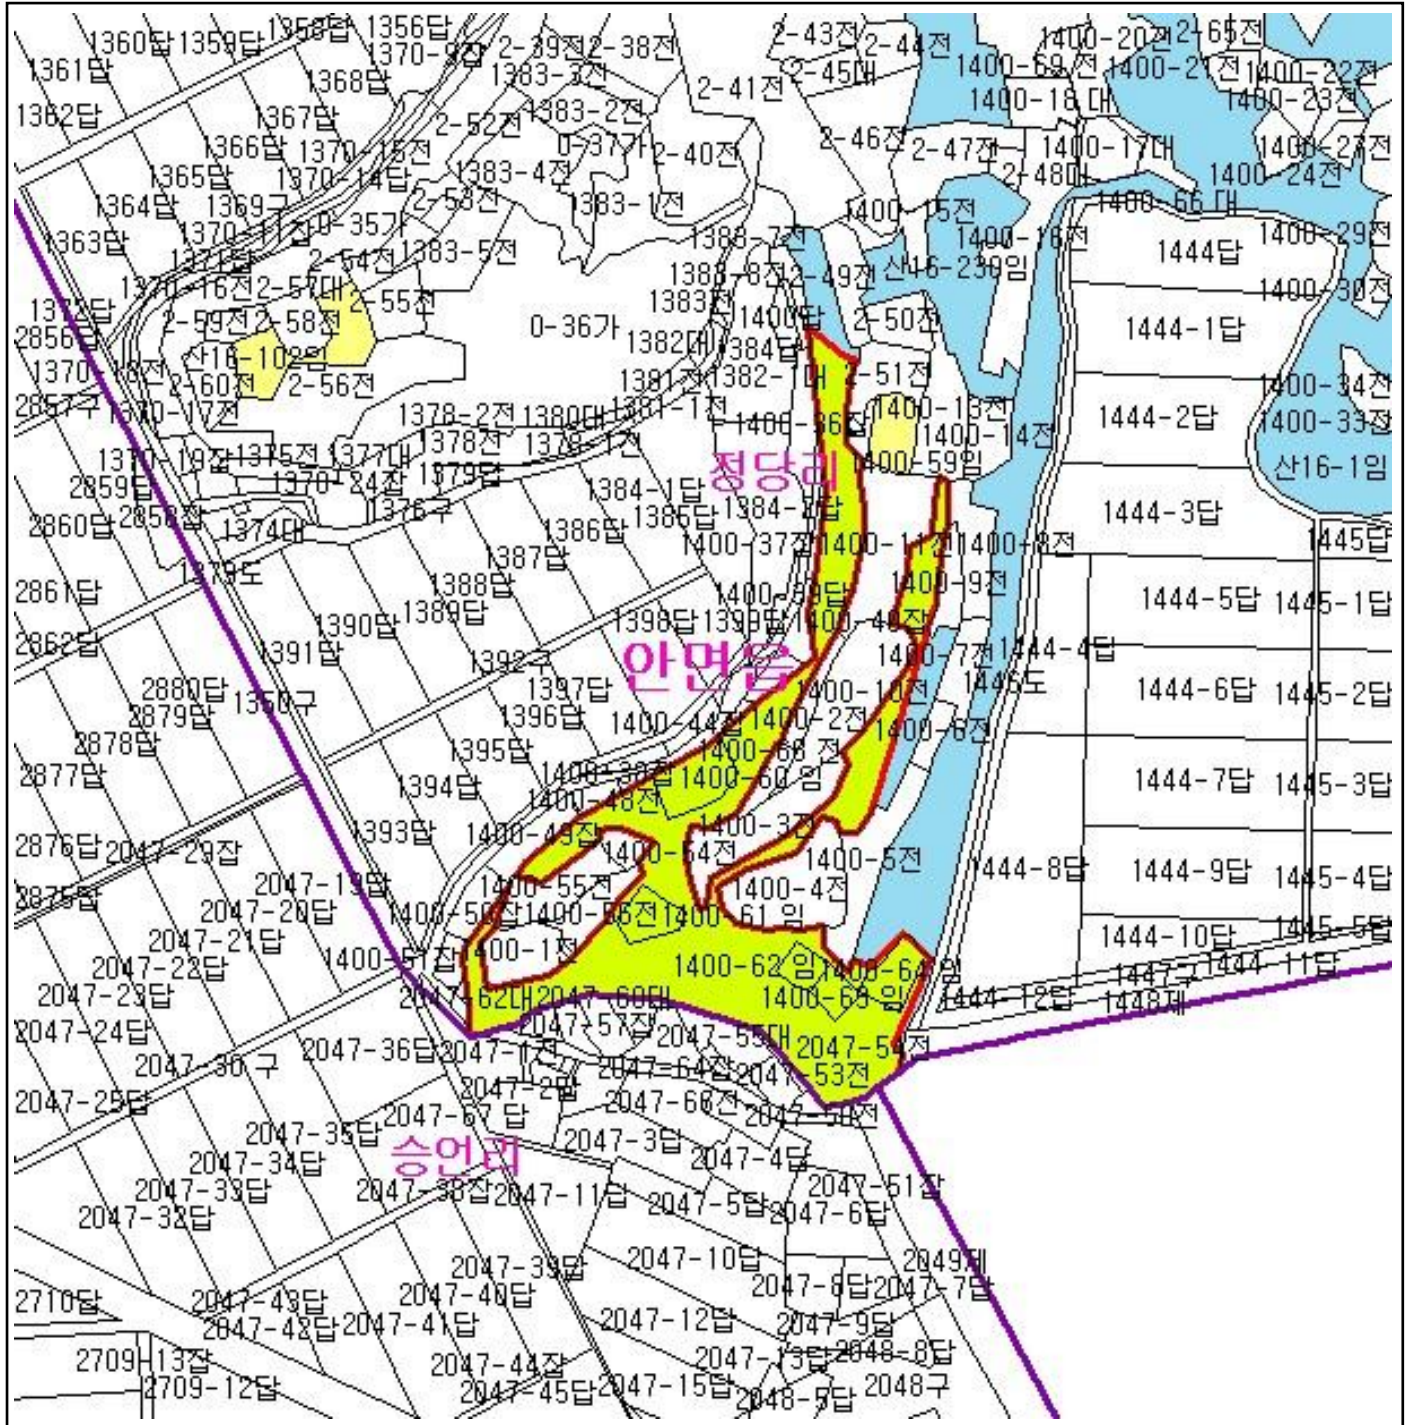 1360답 1359답 1358답 1356답
1370-9잡 2-39전 2-38전 2-43전 2-44전 1400-20전 2-65전
1361답 1368답 1383-3전 2-45대 1400-69 전 1400-21전 1400-22전
1362답 1367답 1383-2전 2-41전 1400-18 대 1400-23전
1366답 1370-15전 2-52전 0-37가 2-40전 2-46전 2-47전 1400-17대 1400-27전
1365답 1370-14답 1383-4전 2-48대 1400-24전
1364답 1369구 2-53전 1383-1전 1400-15전 1400-66 대
1363답 0-35가 1383-5전 1388-7전 1400-16전 1444답 1400-29전
1371답 2-54전 1388-8전 2-49전 산16-230임
1370-16전 2-57대 2-55전 1383전 1400-30전
1372답 2-59전 2-58전 0-36가 1400답 2-50전 1444-1답
2856답 산16-102임 1382대 1384답
1370-18전 2-60전 2-56전 1391전 1382-1대 2-51전 1400-34전
2857구 1370-17전 1378-2전 1380대 1381-1전 1400-36잡 1400-13전 1444-2답 1400-33전
1375전 1377대 1378전 1378-1전 1400-14전
1370-19잡 1370-24잡 1379답 정당리 1400-59임 산16-1임
2859답 2858잡 1376구 1384-1답 1384-2답 1444-3답
2860답 1374대 1386답 1385답 1400-37잡 1400-11전 1400-8전 1445답
1379도 1387답
2861답 1388답 1400-39답 1400-9전 1444-5답 1445-1답
2862답 1390답 1389답 1398답 1399답 1400-40잡
1391답 1392구 안면읍 1400-7전 1444-4답
2880답 1350구 1397답 1400-10전 1446도 1444-6답 1445-2답
2879답 1396답 1400-44잡 1400-2전 1400-6전
2878답 1395답 1400-68 전
2877답 1394답 1400-38잡 1400-60 임 1444-7답 1445-3답
1400-48전
2876답 2047-29잡 1393답 1400-49잡 1400-3전
1400-54전 1400-5전 1444-8답 1444-9답 1445-4답
2875답 2047-19답 1400-55전 1400-4전
2047-20답 1400-50잡 1400-56전 1400-61 임 1445-5답
2047-21답 1400-51잡 1400-1전 1444-10답
2047-22답 1400-62 임 1400-64 임 1447구 1444-11답
2047-23답 2047-62대 2047-60대 1400-63 임 1444-12답 1448제
2047-24답 2047-57잡 2047-55대
2047-30 구 2047-36답 2047-1전 2047-54전
2047-64잡 2047-53전
2047-25답 2047-2답 2047-66전 2047-50전
2047-35답 2047-67 답 2047-3답
2047-34답 승언리 2047-4답
2047-33답 2047-38잡 2047-11답 2047-5답 2047-51잡
2047-32답 2047-6답
2047-39답 2047-10답 2049제
2710답 2047-43답 2047-40답 2047-8답 2047-7답
2047-42답 2047-41답 2047-12답 2047-9답
2709-13잡 2047-44잡 2047-13답 2048-8답
2709-12답 2047-45답 2047-15답 2048-5답 2048구